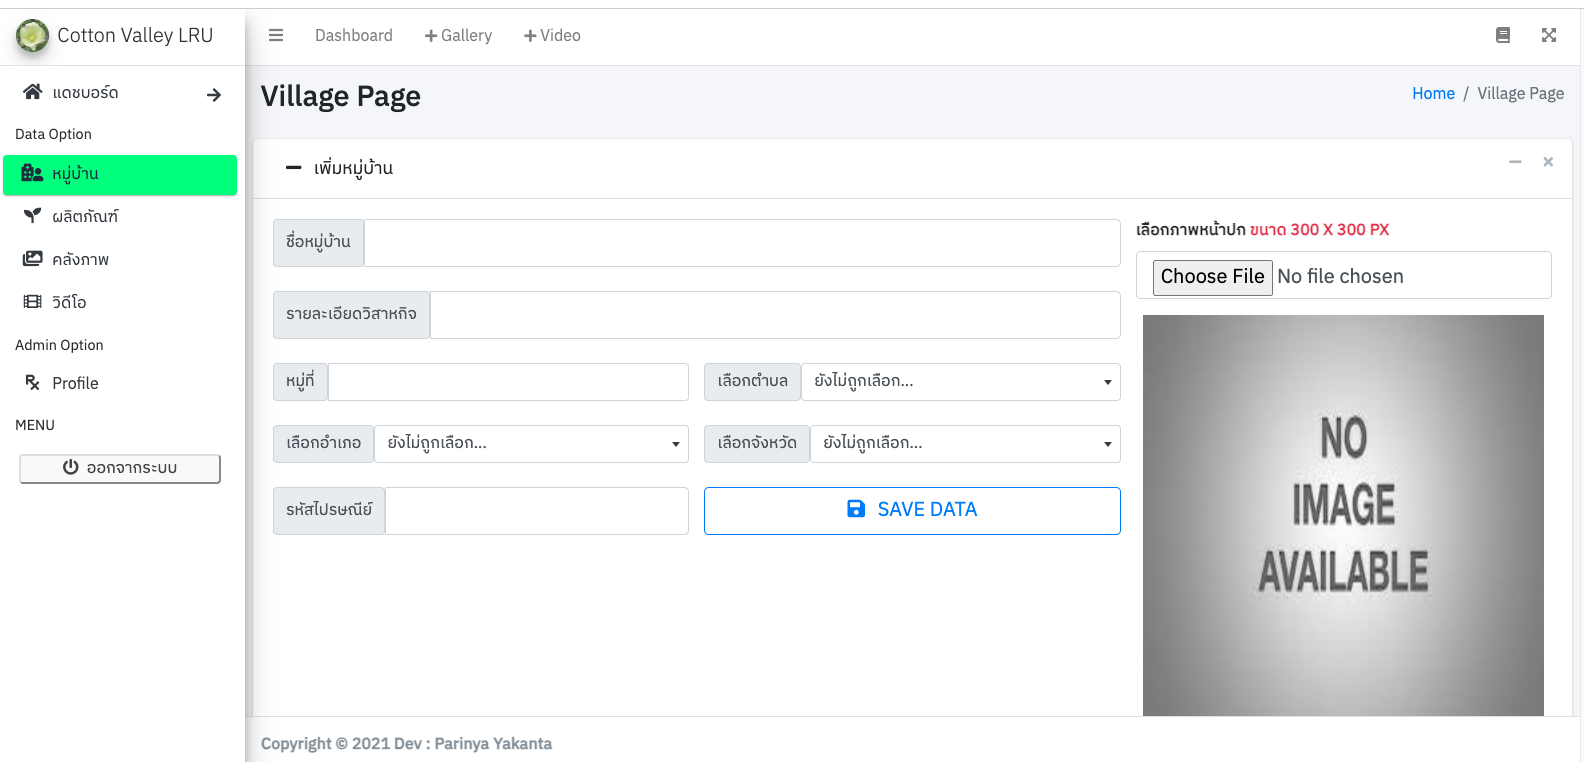 Cotton Valley LRU
Dashboard
Gallery
Video
แดชบอร์ด
Data Option
หมู่บ้าน
ผลิตภัณฑ์
คลังภาพ
วิดีโอ
Admin Option
Profile
MENU
ออกจากระบบ
Village Page
Home / Village Page
เพิ่มหมู่บ้าน
ชื่อหมู่บ้าน
รายละเอียดวิสาหกิจ
หมู่ที่
เลือกตำบล ยังไม่ถูกเลือก...
เลือกอำเภอ ยังไม่ถูกเลือก...
เลือกจังหวัด ยังไม่ถูกเลือก...
รหัสไปรษณีย์
SAVE DATA
เลือกภาพหน้าปก ขนาด 300 X 300 PX
Choose File No file chosen
NO
IMAGE
AVAILABLE
Copyright © 2021 Dev : Parinya Yakanta